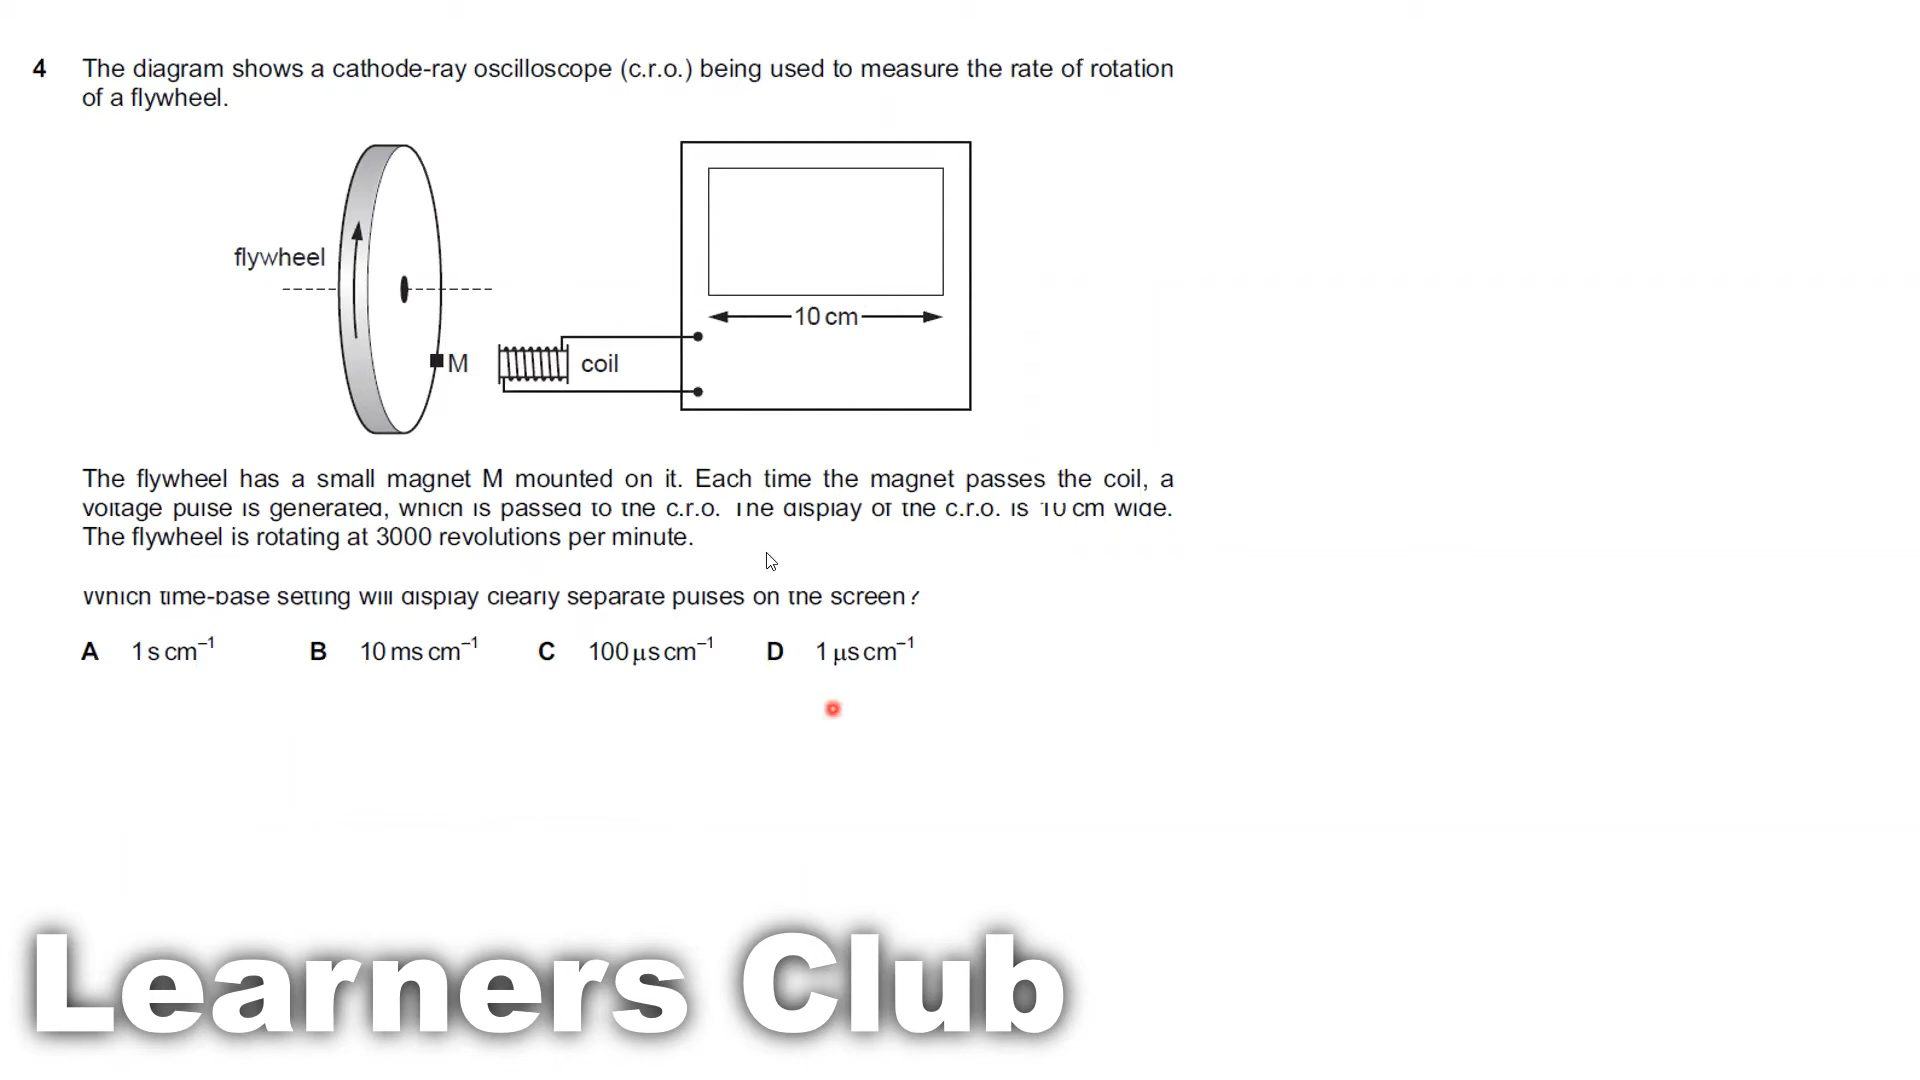 4 The diagram shows a cathode-ray oscilloscope (c.r.o.) being used to measure the rate of rotation
of a flywheel.
flywheel
10 cm
M
coil
The flywheel has a small magnet M mounted on it. Each time the magnet passes the coil, a
voltage pulse is generated, which is passed to the c.r.o. The display of the c.r.o. is 10 cm wide.
The flywheel is rotating at 3000 revolutions per minute.
Which time-base setting will display clearly separate pulses on the screen?
A 1 s cm⁻¹ B 10 ms cm⁻¹ C 100 μs cm⁻¹ D 1 μs cm⁻¹
Learners Club